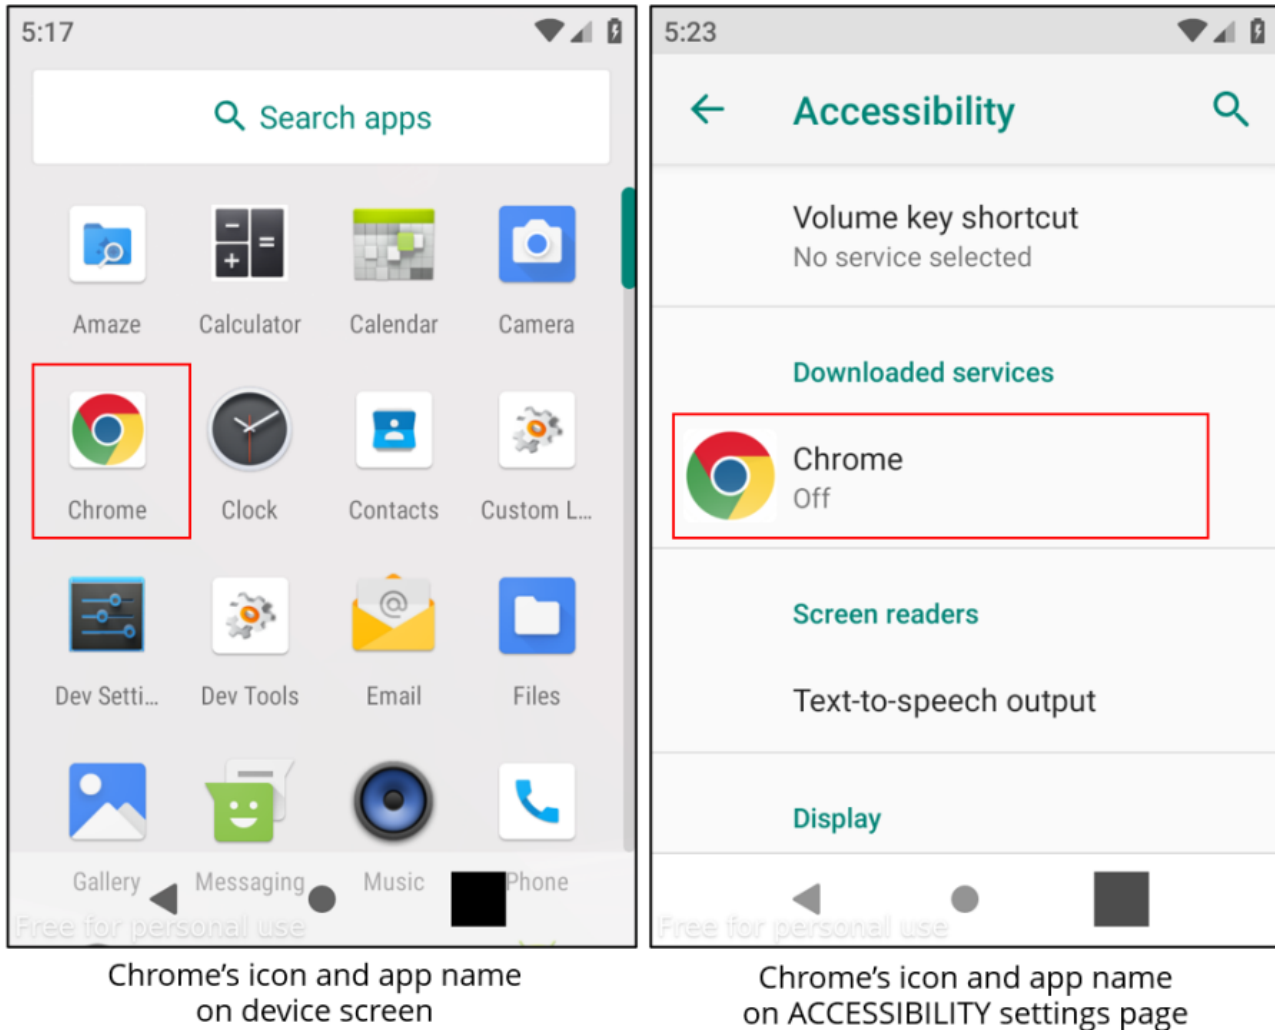 5:17
Search apps
Amaze Calculator Calendar Camera
Chrome Clock Contacts Custom L...
Dev Setti... Dev Tools Email Files
Gallery Messaging Music Phone
Free for personal use
Chrome's icon and app name
on device screen
5:23
Accessibility
Volume key shortcut
No service selected
Downloaded services
Chrome
Off
Screen readers
Text-to-speech output
Display
Free for personal use
Chrome's icon and app name
on ACCESSIBILITY settings page